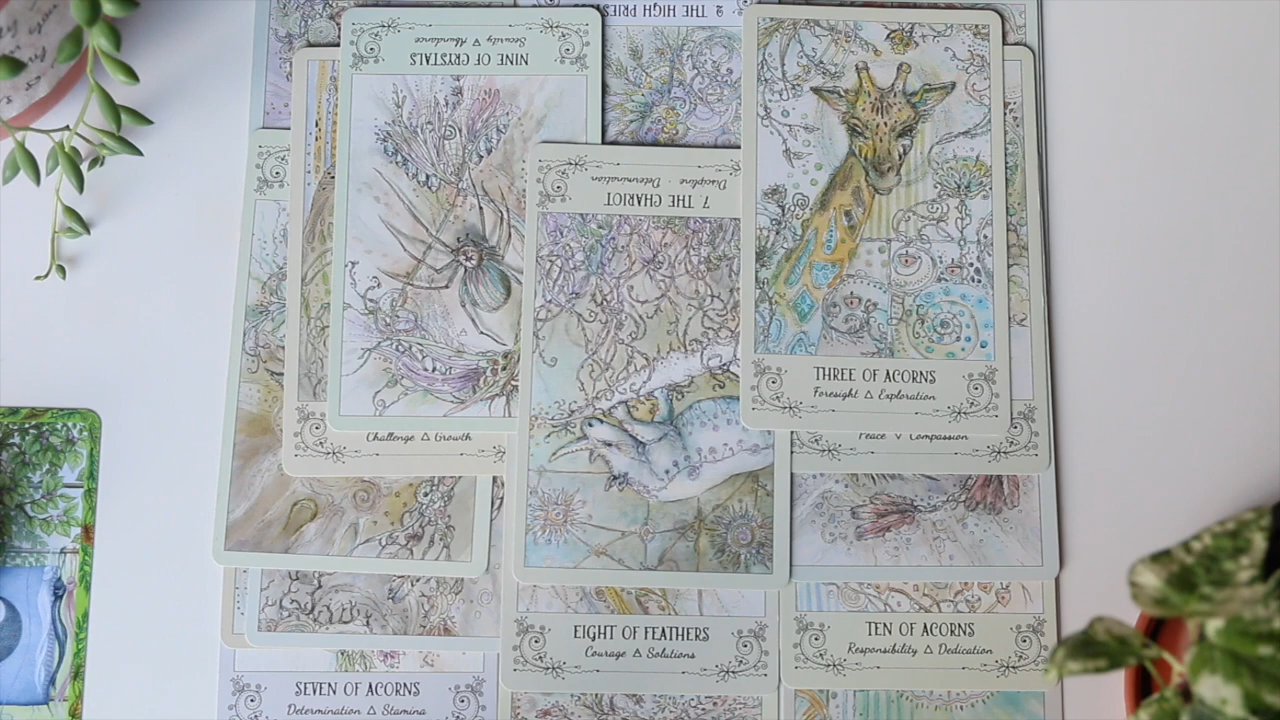 2. THE HIGH PRIES
NINE OF CRYSTALS
Security ▽ Abundance
7. THE CHARIOT
Discipline · Determination
THREE OF ACORNS
Foresight △ Exploration
Challenge △ Growth
Peace ▽ Compassion
EIGHT OF FEATHERS
Courage △ Solutions
TEN OF ACORNS
Responsibility △ Dedication
SEVEN OF ACORNS
Determination △ Stamina